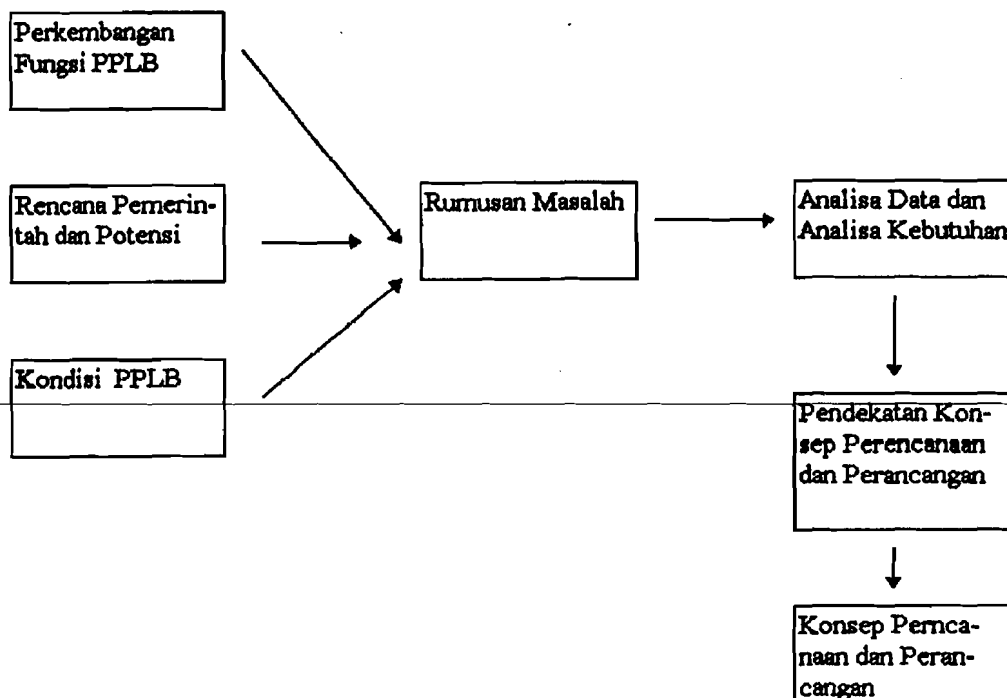 Perkembangan
Fungsi PPLB
Rencana Pemerin-
tah dan Potensi
Kondisi PPLB
Rumusan Masalah
Analisa Data dan
Analisa Kebutuhan
Pendekatan Kon-
sep Perencanaan
dan Perancangan
Konsep Pernca-
naan dan Peran-
cangan